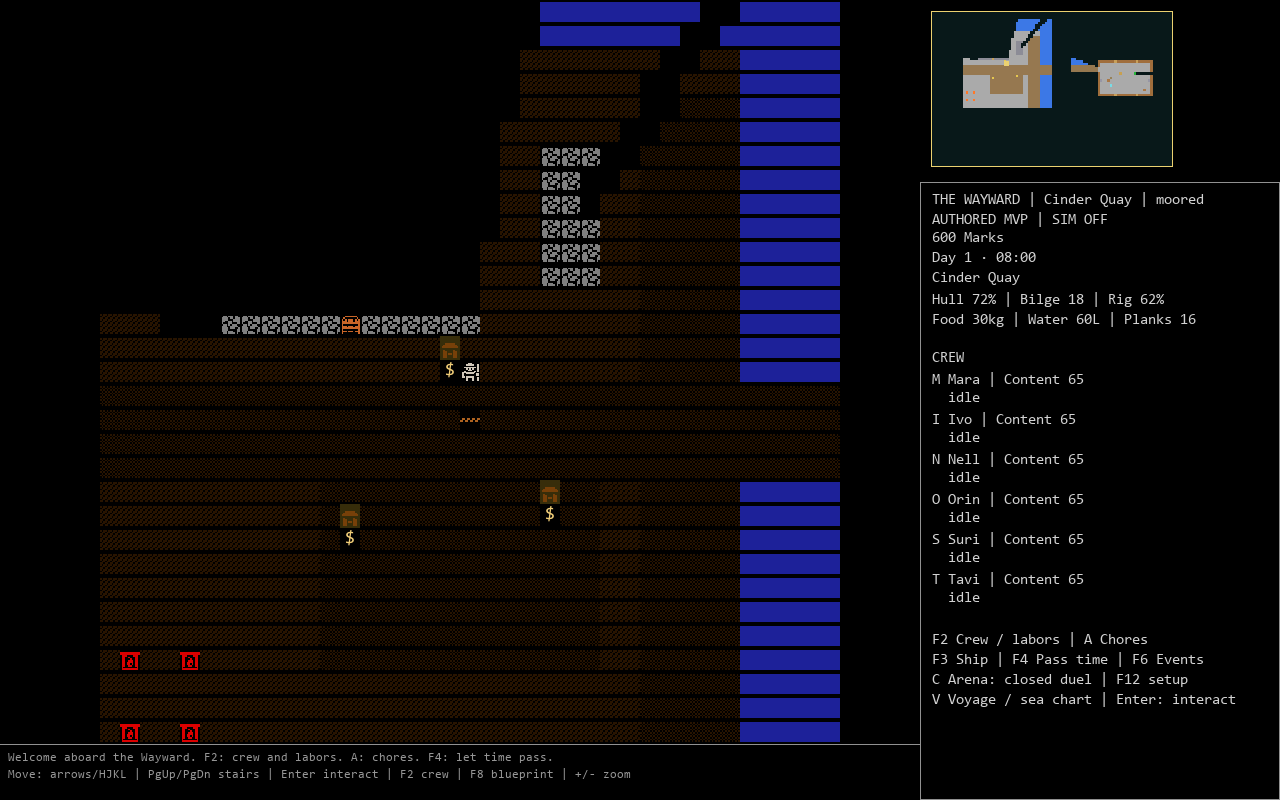 THE WAYWARD | Cinder Quay | moored
AUTHORED MVP | SIM OFF
600 Marks
Day 1 · 08:00
Cinder Quay
Hull 72% | Bilge 18 | Rig 62%
Food 30kg | Water 60L | Planks 16
CREW
M Mara | Content 65
idle
I Ivo | Content 65
idle
N Nell | Content 65
idle
O Orin | Content 65
idle
S Suri | Content 65
idle
T Tavi | Content 65
idle
F2 Crew / labors | A Chores
F3 Ship | F4 Pass time | F6 Events
C Arena: closed duel | F12 setup
V Voyage / sea chart | Enter: interact
$
$
$
Welcome aboard the Wayward. F2: crew and labors. A: chores. F4: let time pass.
Move: arrows/HJKL | PgUp/PgDn stairs | Enter interact | F2 crew | F8 blueprint | +/- zoom